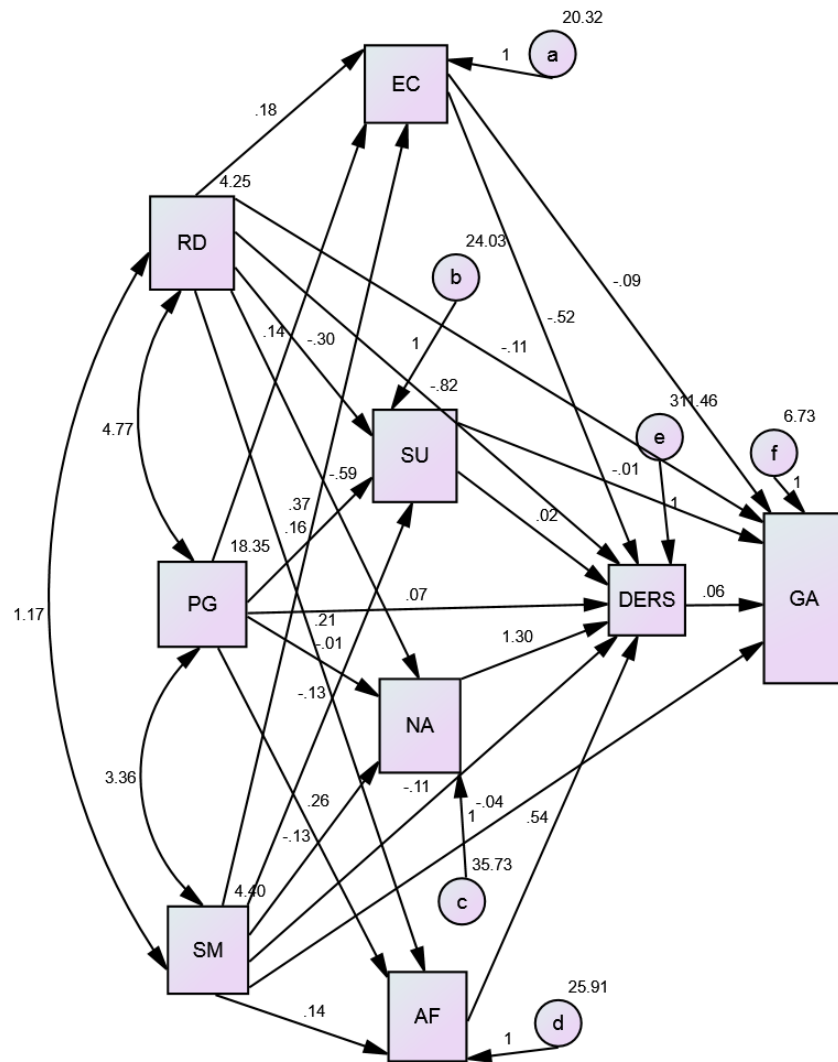 20.32
a
1
EC
.18
4.25
RD
24.03
b
-.09
-.52
.14
-.30
1
-.11
-.82
4.77
311.46
6.73
e
f
SU
-.59
-.01
1
.37
1
.16
.02
18.35
.07
.06
PG
DERS
GA
1.17
.21
-.01
1.30
-.13
NA
3.36
-.11
.26
-.04
1
.54
-.13
35.73
4.40
c
SM
25.91
.14
AF
d
1